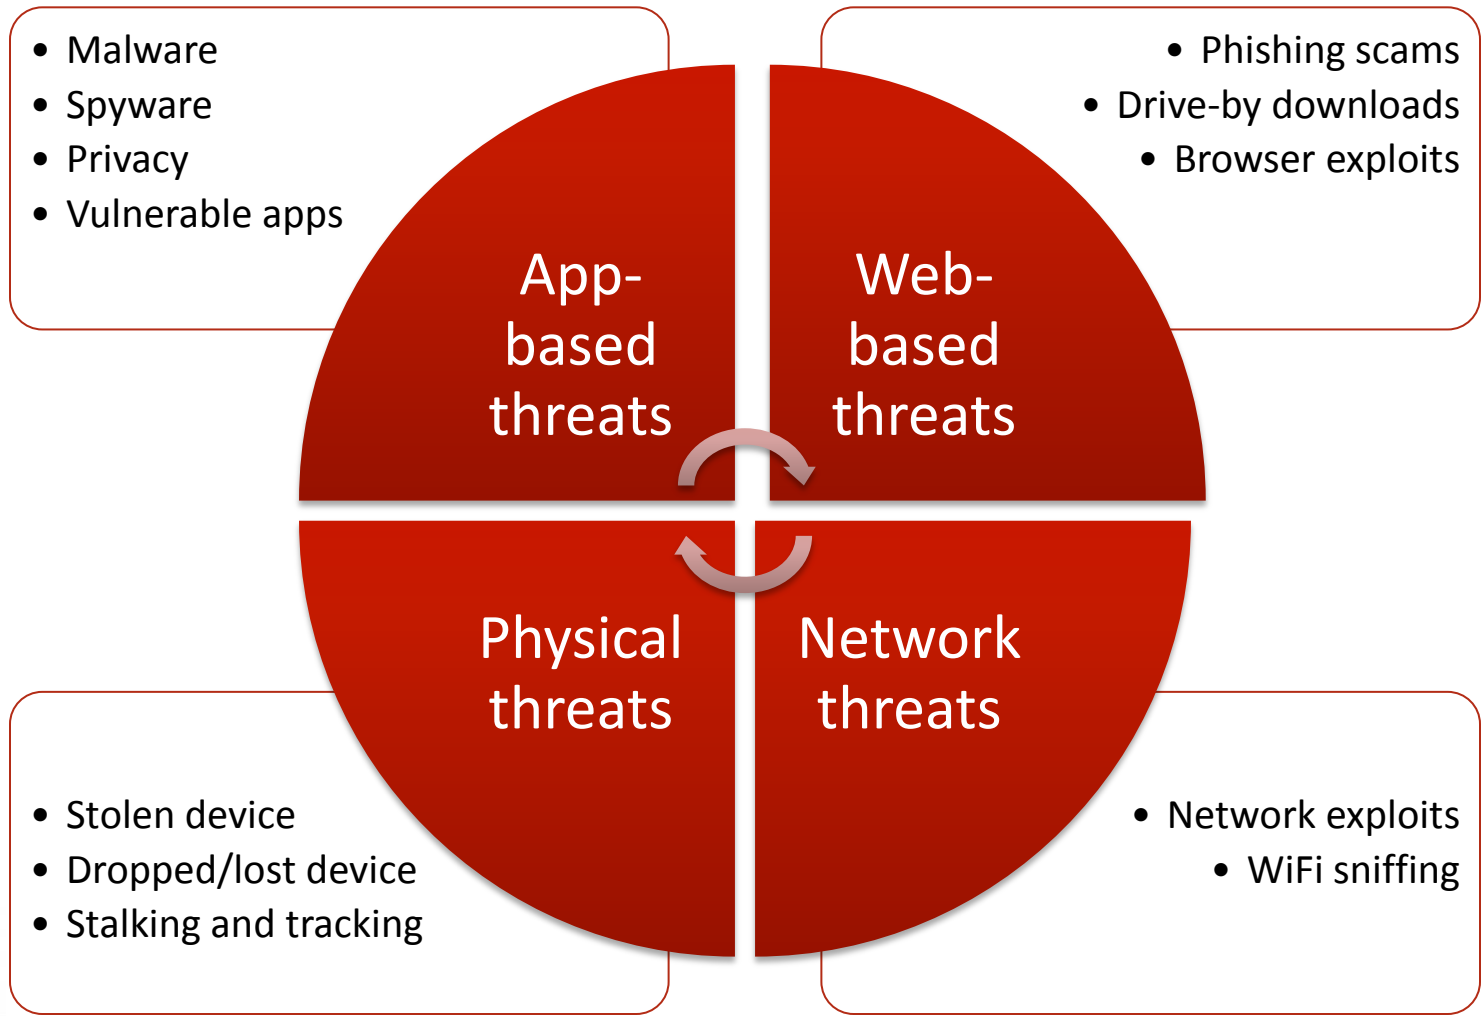 • Malware
• Spyware
• Privacy
• Vulnerable apps
• Phishing scams
• Drive-by downloads
• Browser exploits
App-
based
threats
Web-
based
threats
Physical
threats
Network
threats
• Stolen device
• Dropped/lost device
• Stalking and tracking
• Network exploits
• WiFi sniffing